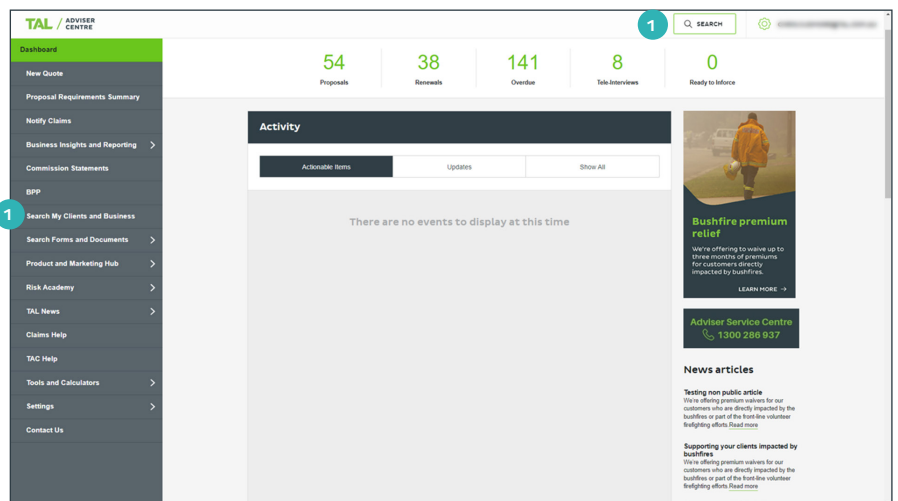 TAL / ADVISER CENTRE
1
SEARCH
Dashboard
New Quote
Proposal Requirements Summary
Notify Claims
Business Insights and Reporting
Commission Statements
BPP
1
Search My Clients and Business
Search Forms and Documents
Product and Marketing Hub
Risk Academy
TAL News
Claims Help
TAC Help
Tools and Calculators
Settings
Contact Us
54
Proposals
38
Renewals
141
Overdue
8
Tele-Interviews
0
Ready to Inforce
Activity
Actionable Items
Updates
Show All
There are no events to display at this time
Bushfire premium
relief
We're offering to waive up to
three months of premiums
for customers directly
impacted by bushfires.
LEARN MORE →
Adviser Service Centre
1300 286 937
News articles
Testing non public article
We're offering premium waivers for our
customers who are directly impacted by the
bushfires or part of the front-line volunteer
firefighting efforts.Read more
Supporting your clients impacted by
bushfires
We're offering premium waivers for our
customers who are directly impacted by the
bushfires or part of the front-line volunteer
firefighting efforts.Read more